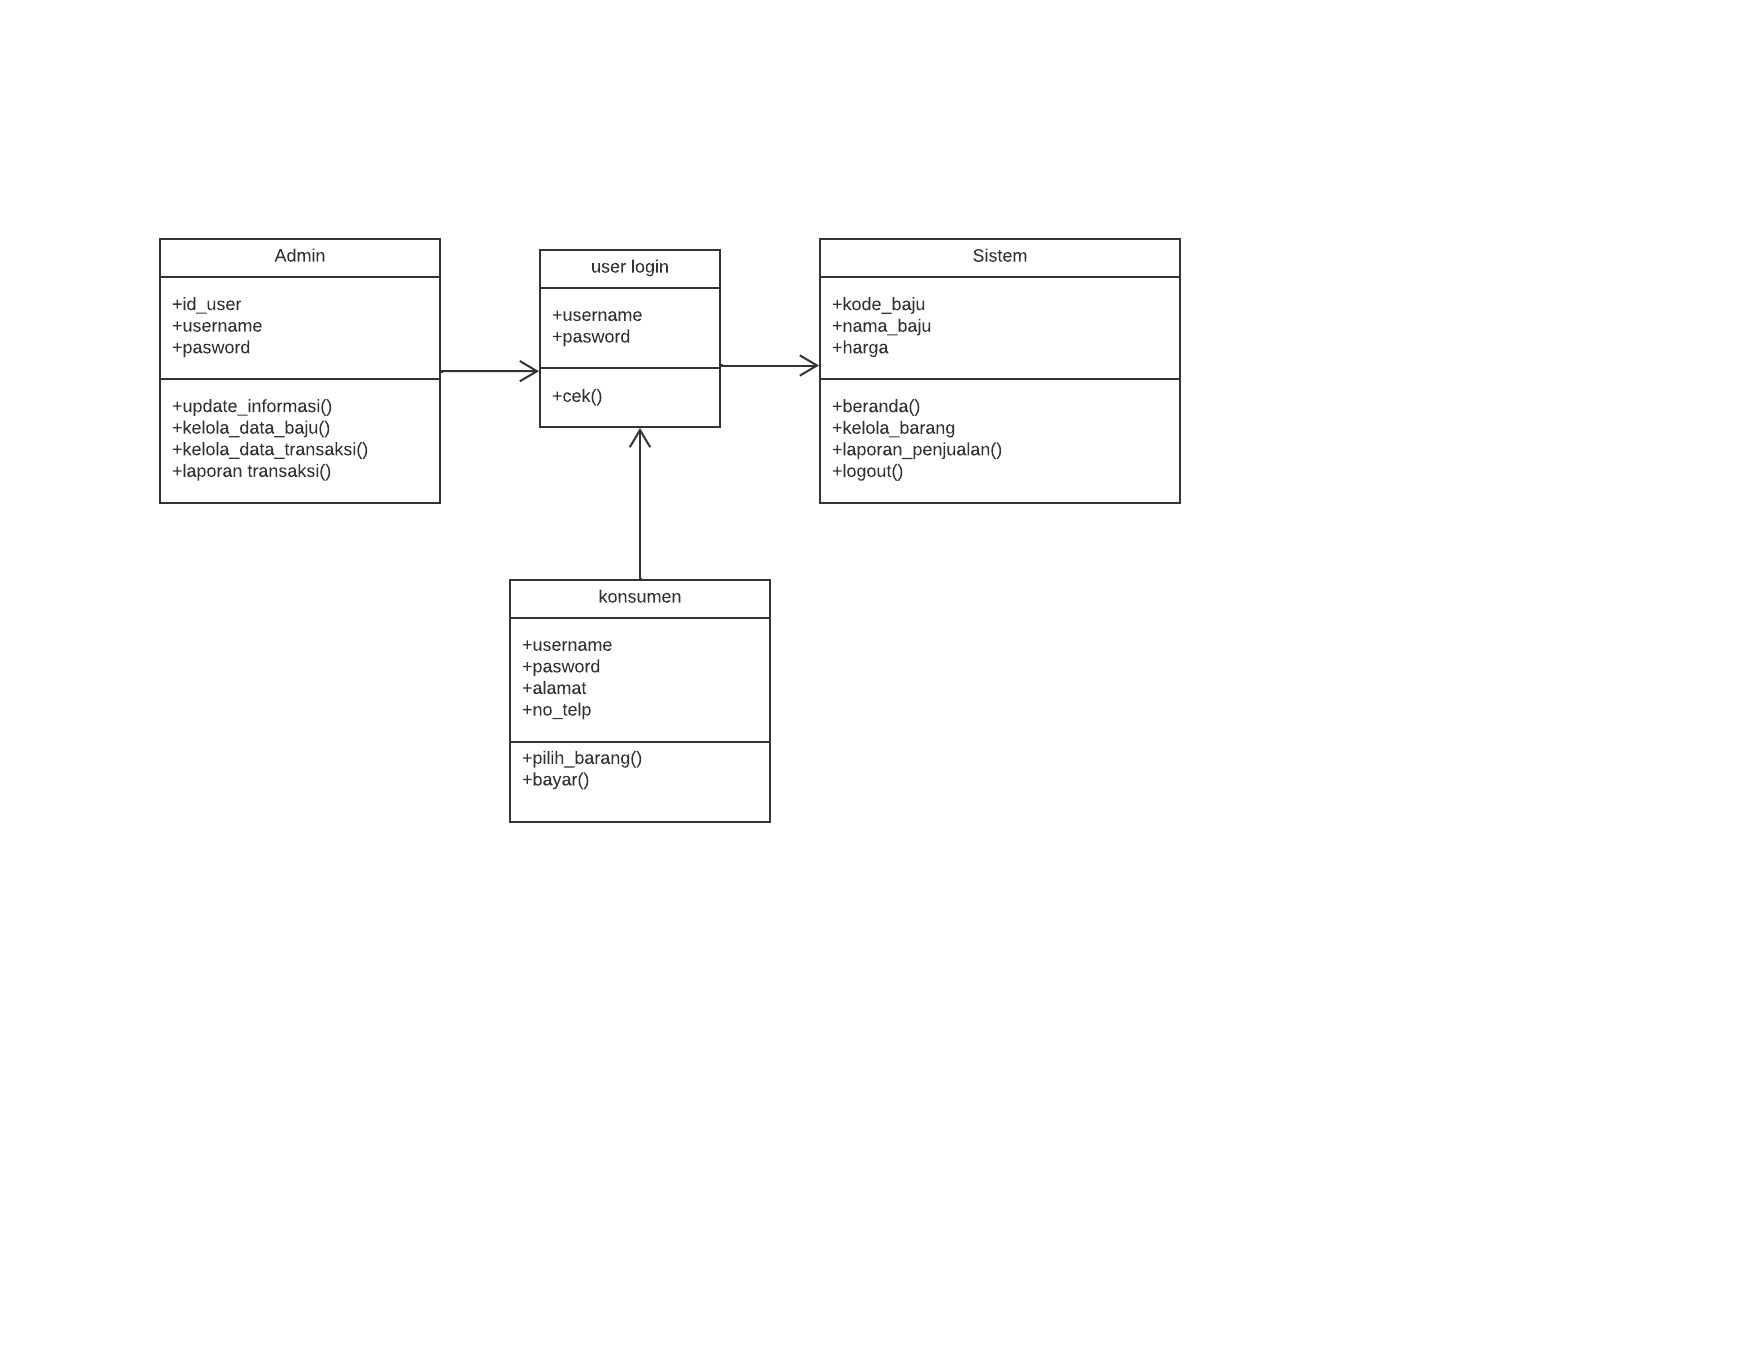 Admin
+id_user
+username
+pasword
+update_informasi()
+kelola_data_baju()
+kelola_data_transaksi()
+laporan transaksi()
user login
+username
+pasword
+cek()
Sistem
+kode_baju
+nama_baju
+harga
+beranda()
+kelola_barang
+laporan_penjualan()
+logout()
konsumen
+username
+pasword
+alamat
+no_telp
+pilih_barang()
+bayar()